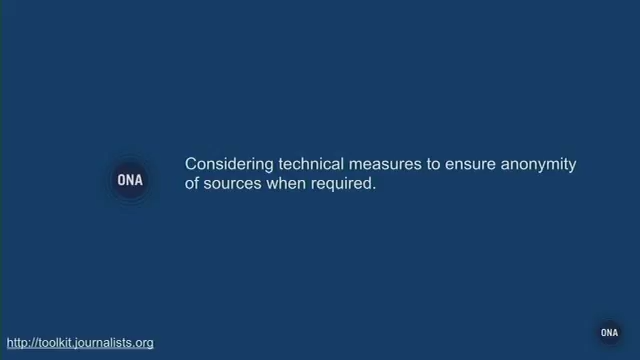 ONA
Considering technical measures to ensure anonymity
of sources when required.
ONA
http://toolkit.journalists.org